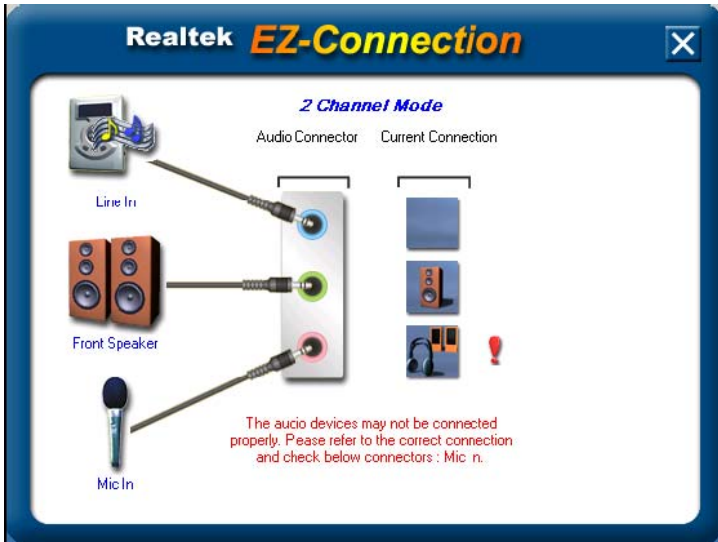 Realtek EZ-Connection
2 Channel Mode
Audio Connector Current Connection
Line In
Front Speaker
Mic In
The audio devices may not be connected
properly. Pease refer to the correct connection
and check below connectors : Mic n.